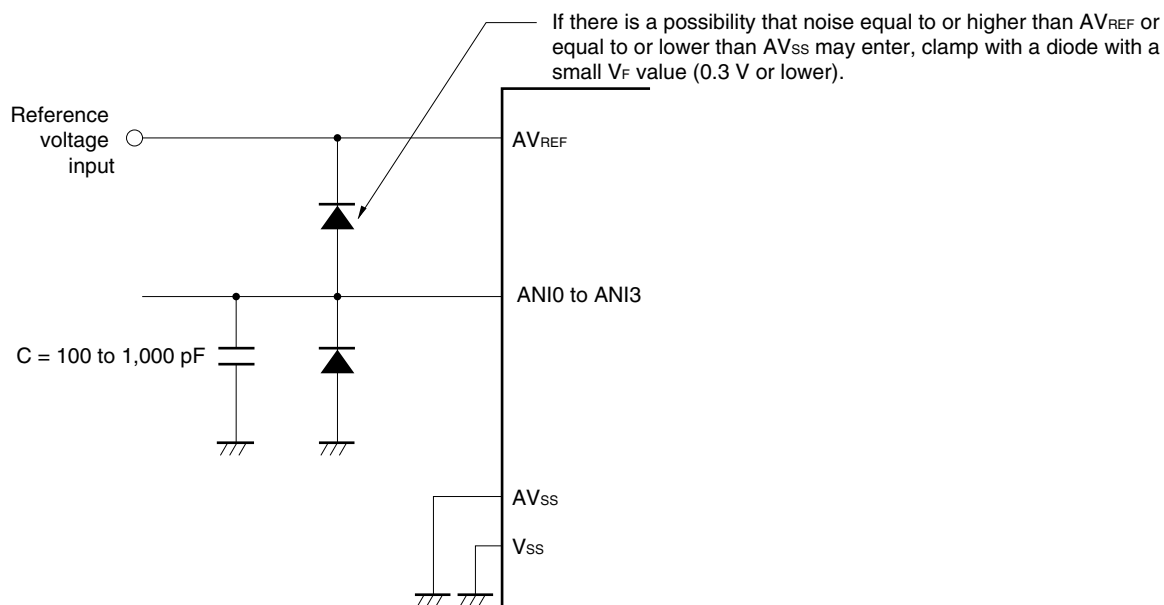 If there is a possibility that noise equal to or higher than AVREF or
equal to or lower than AVSS may enter, clamp with a diode with a
small VF value (0.3 V or lower).
Reference
voltage
input
AVREF
ANI0 to ANI3
C = 100 to 1,000 pF
AVSS
VSS